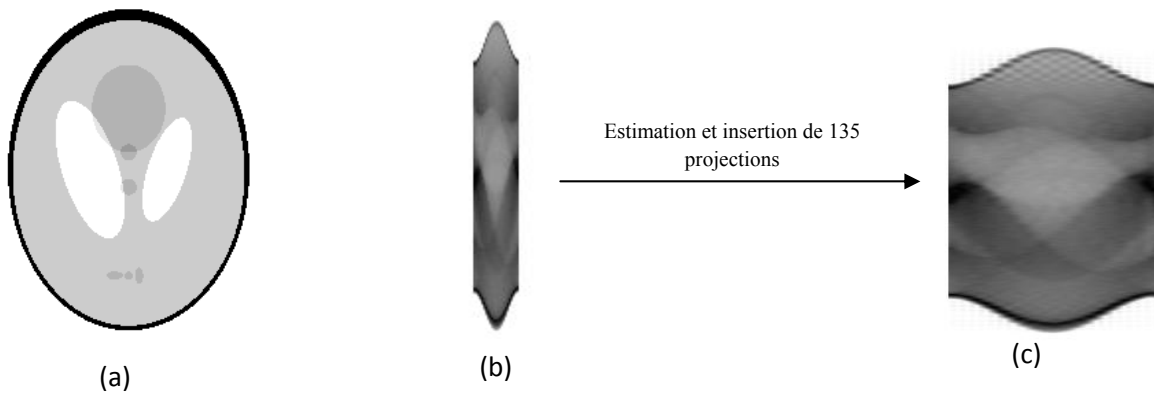 Estimation et insertion de 135
projections
(a)
(b)
(c)